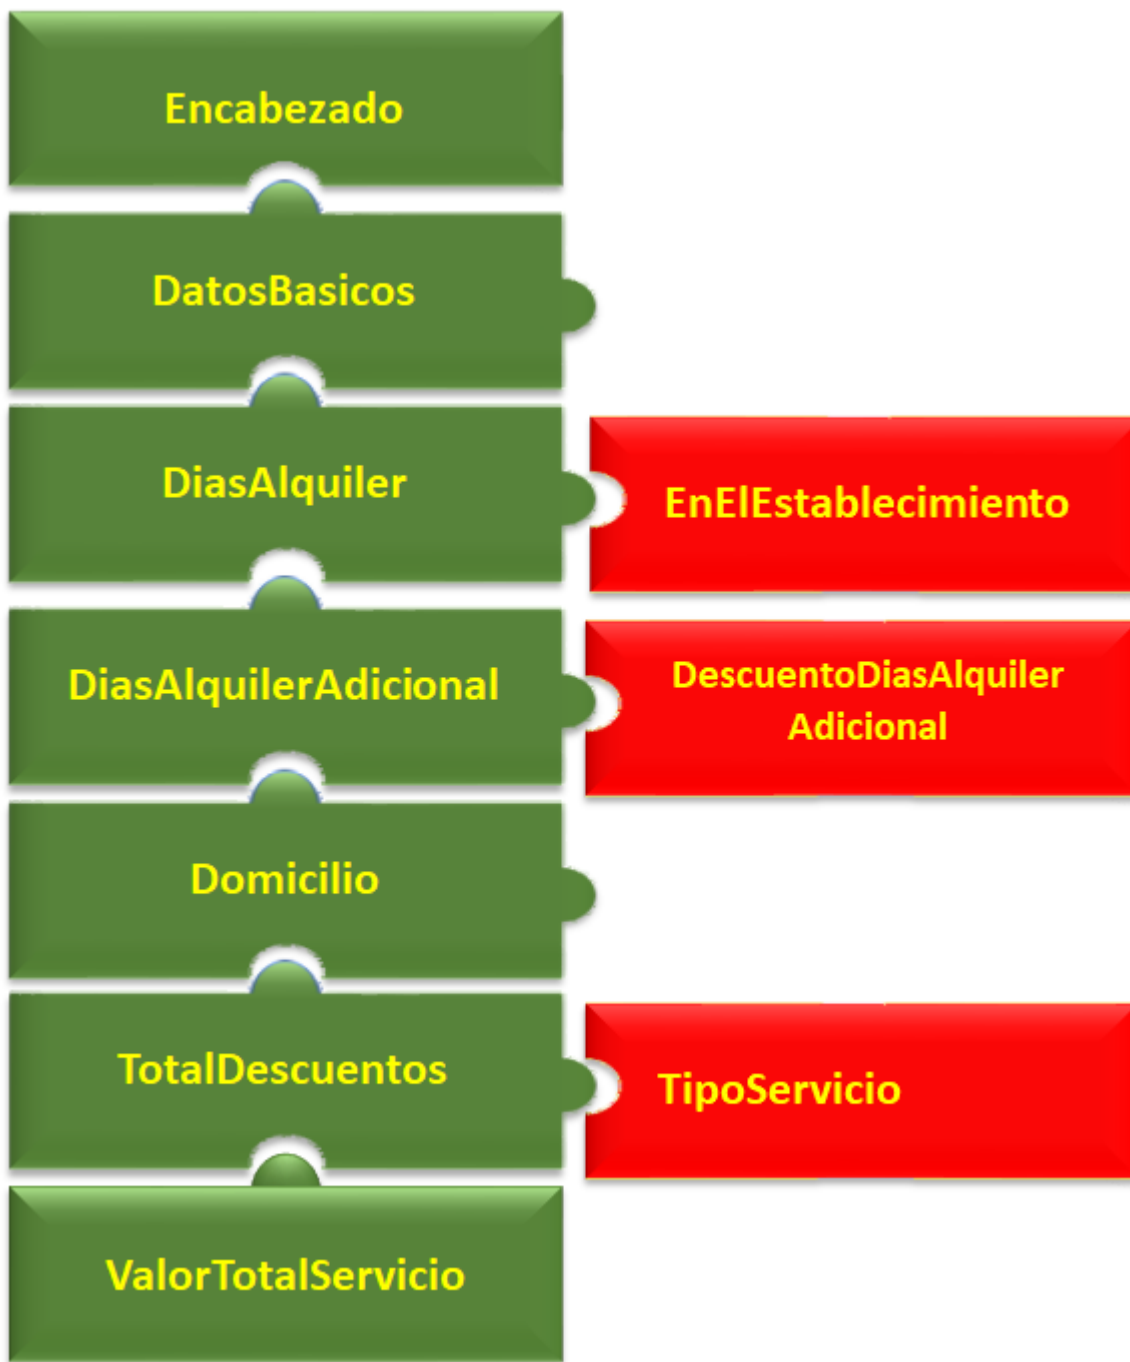 Encabezado
DatosBasicos
DiasAlquiler
EnElEstablecimiento
DiasAlquilerAdicional
DescuentoDiasAlquiler
Adicional
Domicilio
TotalDescuentos
TipoServicio
ValorTotalServicio